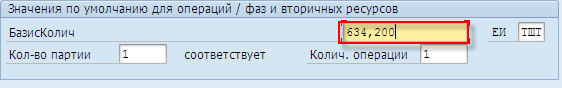 Значения по умолчанию для операций / фаз и вторичных ресурсов
БазисКолич 634,200 ЕИ ТШТ
Кол-во партии 1 соответствует Колич. операции 1